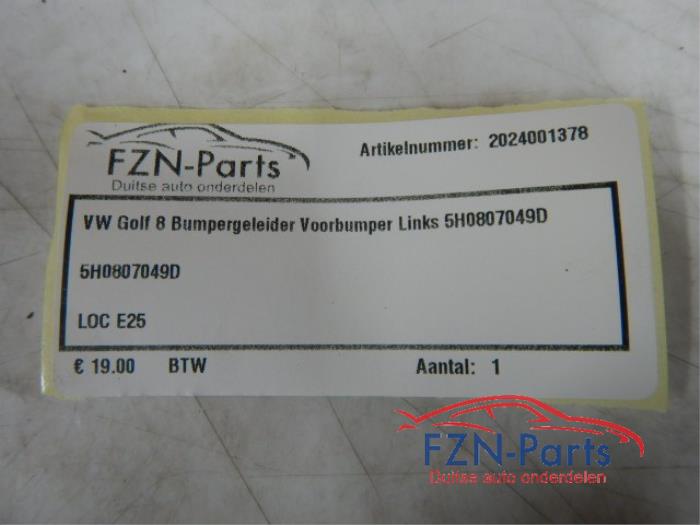 FZN-Parts
Duitse auto onderdelen
Artikelnummer: 2024001378
VW Golf 8 Bumpergeleider Voorbumper Links 5H0807049D
5H0807049D
LOC E25
€ 19.00 BTW Aantal: 1
FZN-Parts
Duitse auto onderdelen